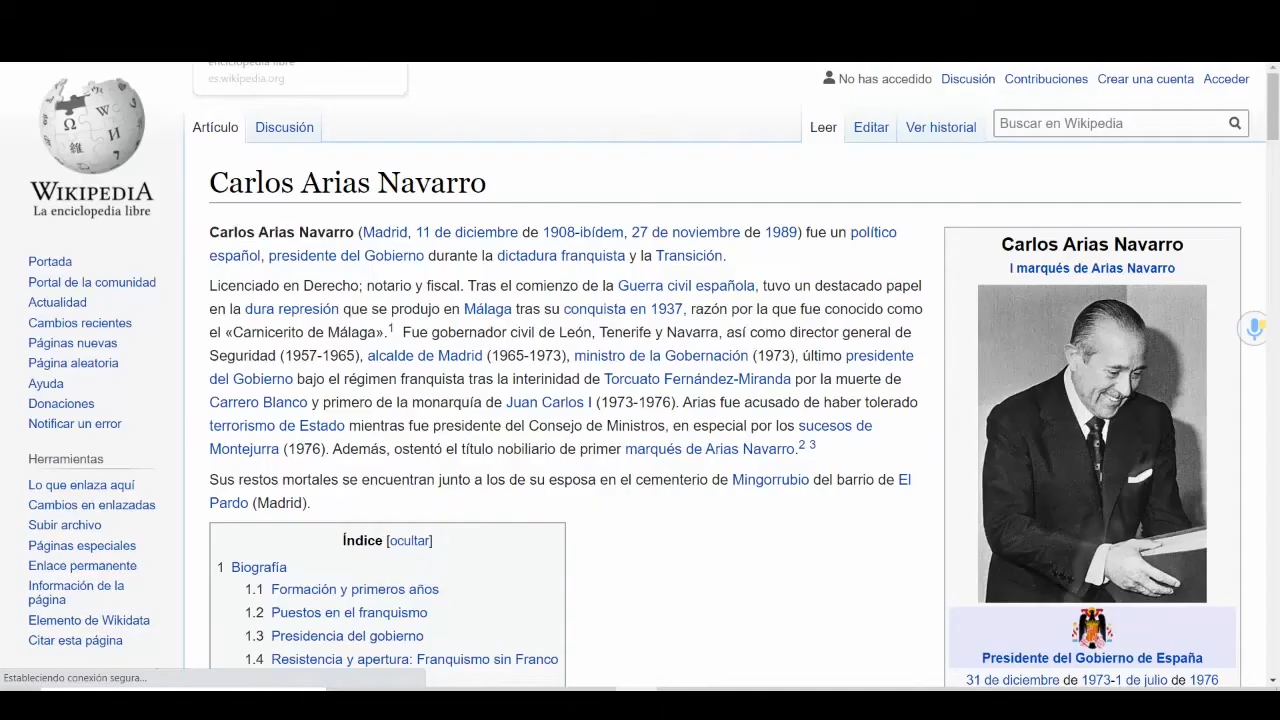 enciclopedia libre
es.wikipedia.org
No has accedido Discusión Contribuciones Crear una cuenta Acceder
Artículo Discusión Leer Editar Ver historial Buscar en Wikipedia
WIKIPEDIA
La enciclopedia libre
Portada
Portal de la comunidad
Actualidad
Cambios recientes
Páginas nuevas
Página aleatoria
Ayuda
Donaciones
Notificar un error
Herramientas
Lo que enlaza aquí
Cambios en enlazadas
Subir archivo
Páginas especiales
Enlace permanente
Información de la
página
Elemento de Wikidata
Citar esta página
Carlos Arias Navarro
Carlos Arias Navarro (Madrid, 11 de diciembre de 1908-ibídem, 27 de noviembre de 1989) fue un político
español, presidente del Gobierno durante la dictadura franquista y la Transición.
Licenciado en Derecho; notario y fiscal. Tras el comienzo de la Guerra civil española, tuvo un destacado papel
en la dura represión que se produjo en Málaga tras su conquista en 1937, razón por la que fue conocido como
el «Carnicerito de Málaga».1 Fue gobernador civil de León, Tenerife y Navarra, así como director general de
Seguridad (1957-1965), alcalde de Madrid (1965-1973), ministro de la Gobernación (1973), último presidente
del Gobierno bajo el régimen franquista tras la interinidad de Torcuato Fernández-Miranda por la muerte de
Carrero Blanco y primero de la monarquía de Juan Carlos I (1973-1976). Arias fue acusado de haber tolerado
terrorismo de Estado mientras fue presidente del Consejo de Ministros, en especial por los sucesos de
Montejurra (1976). Además, ostentó el título nobiliario de primer marqués de Arias Navarro.2 3
Sus restos mortales se encuentran junto a los de su esposa en el cementerio de Mingorrubio del barrio de El
Pardo (Madrid).
Índice [ocultar]
1 Biografía
1.1 Formación y primeros años
1.2 Puestos en el franquismo
1.3 Presidencia del gobierno
1.4 Resistencia y apertura: Franquismo sin Franco
Carlos Arias Navarro
I marqués de Arias Navarro
Presidente del Gobierno de España
31 de diciembre de 1973-1 de julio de 1976
Estableciendo conexión segura...